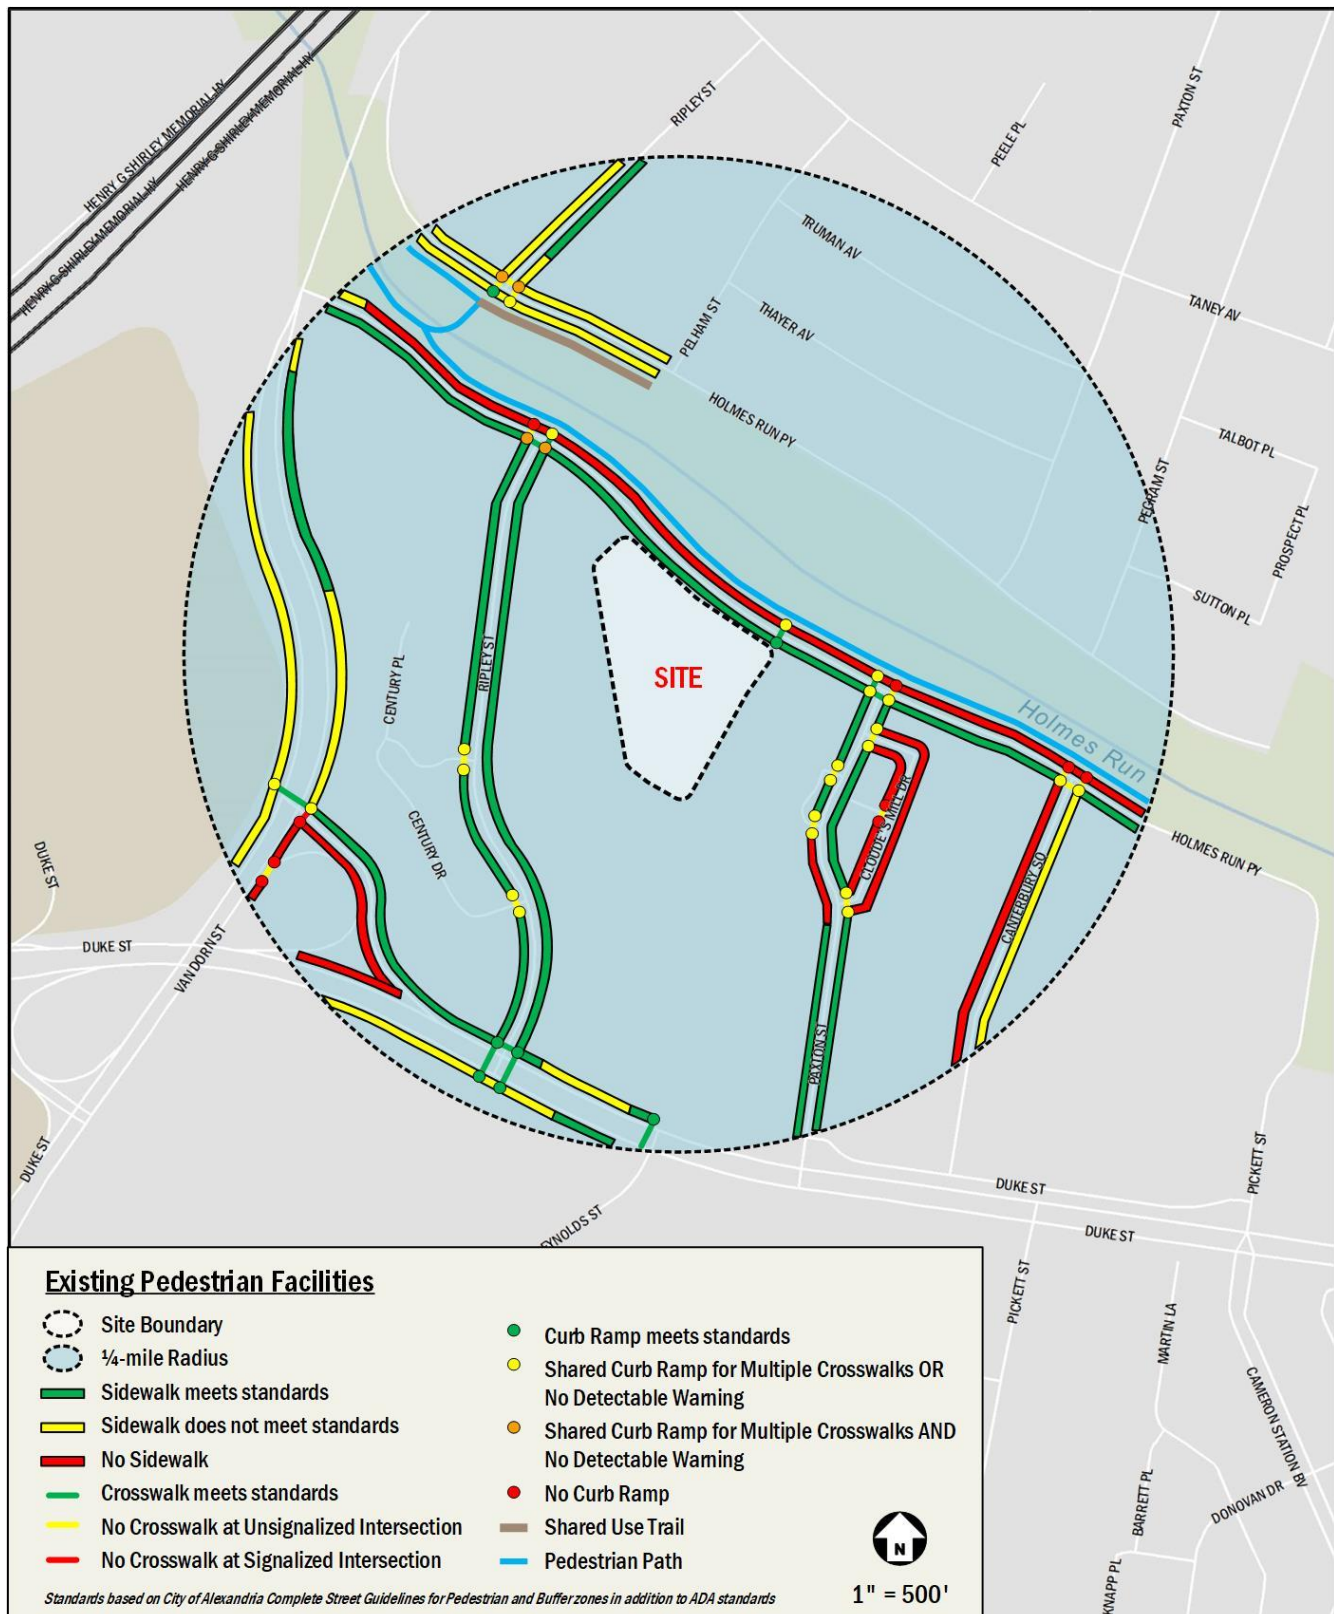 RIPLEY ST
PAXTON ST
PEELE PL
HENRY G SHIRLEY MEMORIAL HY
HENRY G SHIRLEY MEMORIAL HY
HENRY G SHIRLEY MEMORIAL HY
HENRY G SHIRLEY MEMORIAL HY
TRUMAN AV
TANEY AV
THAYER AV
PELHAM ST
HOLMES RUN PY
TALBOT PL
PEGRAM ST
PROSPECT PL
SUTTON PL
RIPLEY ST
CENTURY PL
SITE
Holmes Run
CENTURY DR
CLOUDE'S MILL DR
HOLMES RUN PY
CANTERBURY SQ
DUKE ST
DUKE ST
VAN DORN ST
PAXTON ST
DUKE ST
PICKETT ST
DUKE ST
DUKE ST
EYNOLDS ST
PICKETT ST
MARTIN LA
CAMERON STATION BV
BARRETT PL
DONOVAN DR
KNAPP PL
Existing Pedestrian Facilities
Site Boundary
¼-mile Radius
Sidewalk meets standards
Sidewalk does not meet standards
No Sidewalk
Crosswalk meets standards
No Crosswalk at Unsignalized Intersection
No Crosswalk at Signalized Intersection
Curb Ramp meets standards
Shared Curb Ramp for Multiple Crosswalks OR
No Detectable Warning
Shared Curb Ramp for Multiple Crosswalks AND
No Detectable Warning
No Curb Ramp
Shared Use Trail
Pedestrian Path
N
1" = 500'
Standards based on City of Alexandria Complete Street Guidelines for Pedestrian and Buffer zones in addition to ADA standards